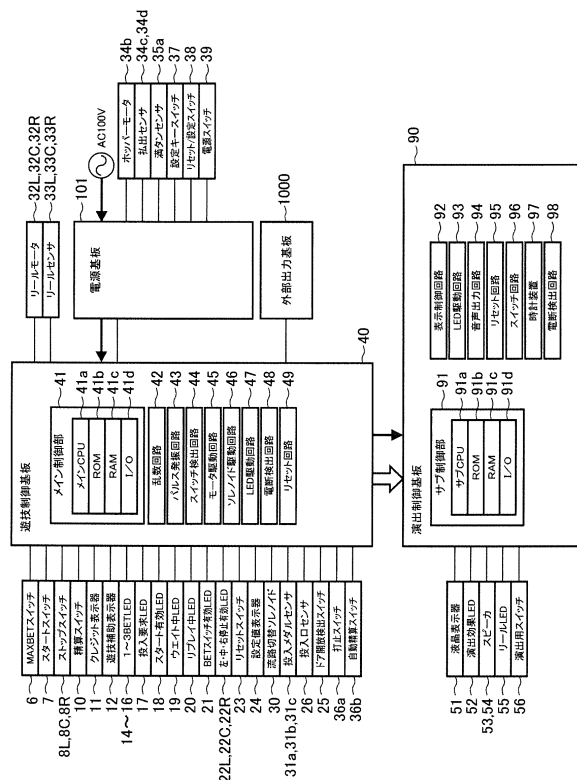 6 MAXBETスイッチ
7 スタートスイッチ
8L,8C,8R ストップスイッチ
10 精算スイッチ
11 クレジット表示器
12 遊技補助表示器
14～16 1～3BETLED
17 投入要求LED
18 スタート有効LED
19 ウエイト中LED
20 リプレイ中LED
21 BETスイッチ有効LED
22L,22C,22R 左・中・右停止有効LED
23 リセットスイッチ
24 設定値表示器
30 流路切替ソレノイド
31a,31b,31c 投入メダルセンサ
26 投入口センサ
25 ドア開放検出スイッチ
36a 打止スイッチ
36b 自動精算スイッチ
遊技制御基板
40
メイン制御部
41
メインCPU 41a
ROM 41b
RAM 41c
I/O 41d
乱数回路 42
パルス発振回路 43
スイッチ検出回路 44
モータ駆動回路 45
ソレノイド駆動回路 46
LED駆動回路 47
電断検出回路 48
リセット回路 49
リールモータ 32L,32C,32R
リールセンサ 33L,33C,33R
電源基板
101
AC100V
ホッパーモータ 34b
払出センサ 34c,34d
満タンセンサ 35a
設定キースイッチ 37
リセット/設定スイッチ 38
電源スイッチ 39
外部出力基板
1000
51 液晶表示器
52 演出効果LED
53,54 スピーカ
55 リールLED
56 演出用スイッチ
演出制御基板
90
サブ制御部
91
サブCPU 91a
ROM 91b
RAM 91c
I/O 91d
表示制御回路 92
LED駆動回路 93
音声出力回路 94
リセット回路 95
スイッチ回路 96
時計装置 97
電断検出回路 98